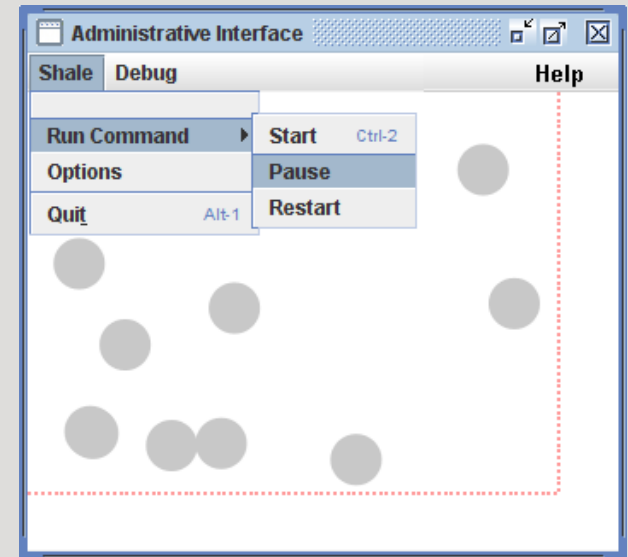 Administrative Interface
Shale Debug Help
Run Command Start Ctrl-2
Options Pause
Quit Alt-1 Restart